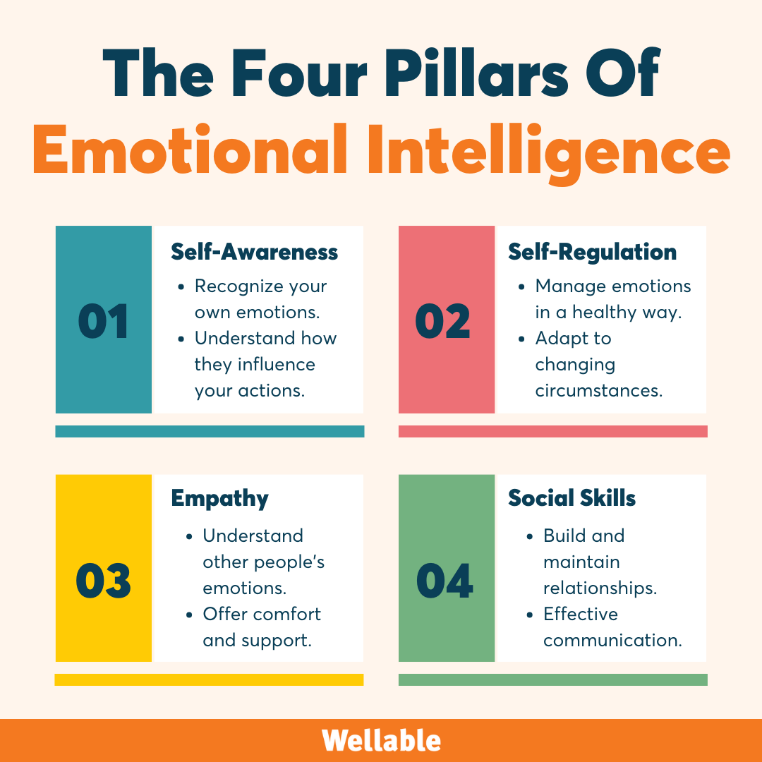 The Four Pillars Of
Emotional Intelligence
01
Self-Awareness
• Recognize your
own emotions.
• Understand how
they influence
your actions.
02
Self-Regulation
• Manage emotions
in a healthy way.
• Adapt to
changing
circumstances.
03
Empathy
• Understand
other people's
emotions.
• Offer comfort
and support.
04
Social Skills
• Build and
maintain
relationships.
• Effective
communication.
Wellable